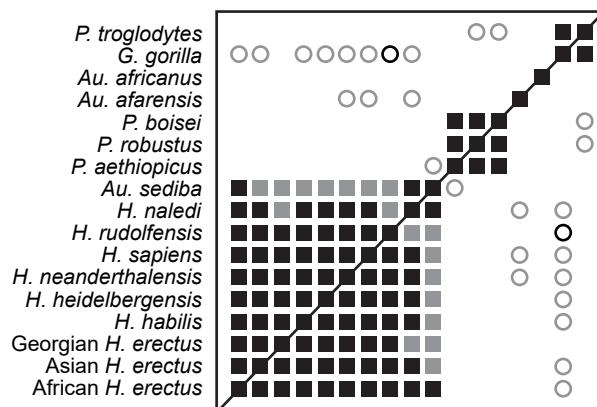 P. troglodytes
G. gorilla
Au. africanus
Au. afarensis
P. boisei
P. robustus
P. aethiopicus
Au. sediba
H. naledi
H. rudolfensis
H. sapiens
H. neanderthalensis
H. heidelbergensis
H. habilis
Georgian H. erectus
Asian H. erectus
African H. erectus